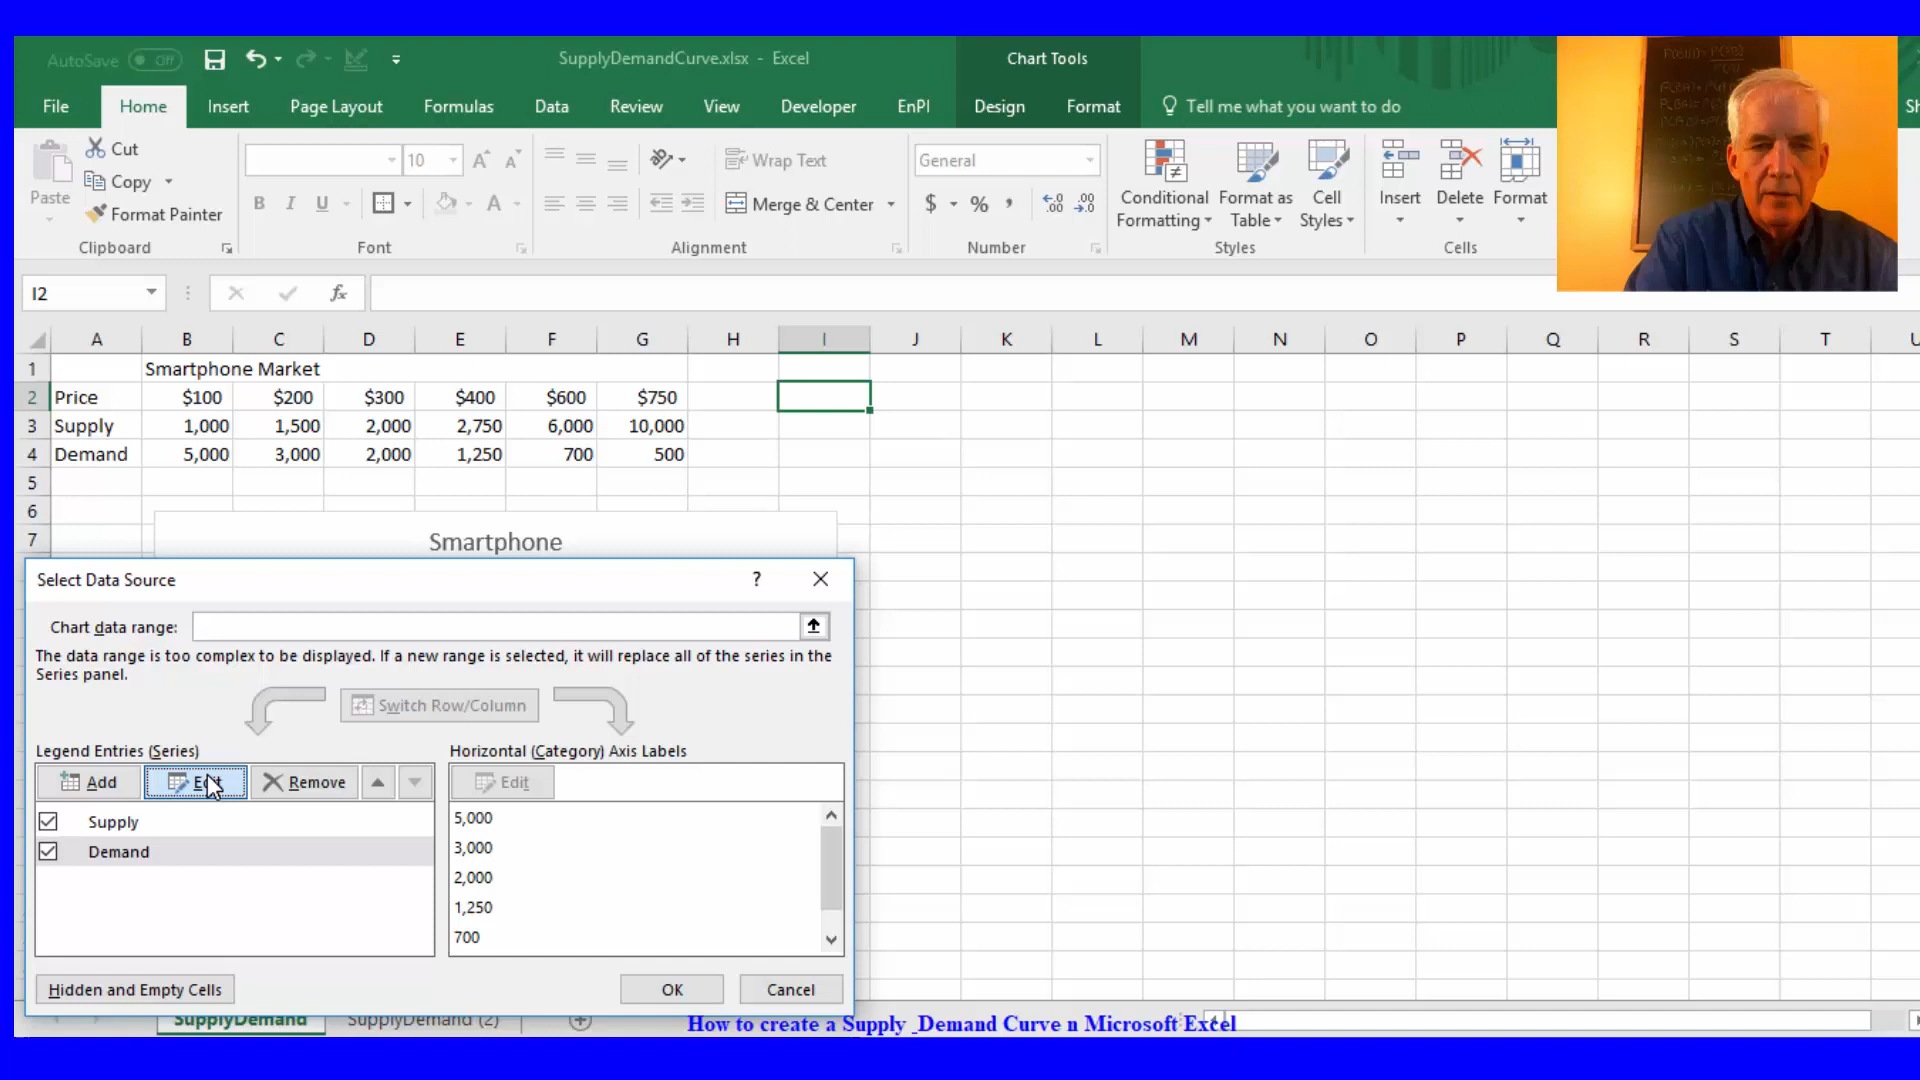 AutoSave Off SupplyDemandCurve.xlsx - Excel Chart Tools
File Home Insert Page Layout Formulas Data Review View Developer EnPI Design Format Tell me what you want to do
Paste Cut Copy Format Painter
10
B I U A
Wrap Text
Merge & Center
General
$ % ,
Conditional Formatting
Format as Table
Cell Styles
Insert Delete Format
Clipboard Font Alignment Number Styles Cells
I2 fx
A B C D E F G H I J K L M N O P Q R S T
1 Smartphone Market
2 Price $100 $200 $300 $400 $600 $750
3 Supply 1,000 1,500 2,000 2,750 6,000 10,000
4 Demand 5,000 3,000 2,000 1,250 700 500
5
6
7
Smartphone
Select Data Source ?
Chart data range:
The data range is too complex to be displayed. If a new range is selected, it will replace all of the series in the
Series panel.
Switch Row/Column
Legend Entries (Series) Horizontal (Category) Axis Labels
Add Edit Remove Edit
Supply
Demand
5,000
3,000
2,000
1,250
700
Hidden and Empty Cells OK Cancel
SupplyDemand SupplyDemand (2)
How to create a Supply _Demand Curve n Microsoft Excel